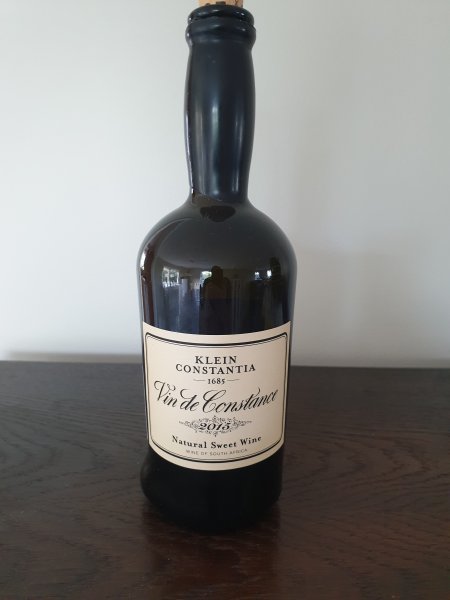 KLEIN
CONSTANTIA
1685
Vin de Constance
2015
Natural Sweet Wine
WINE OF SOUTH AFRICA